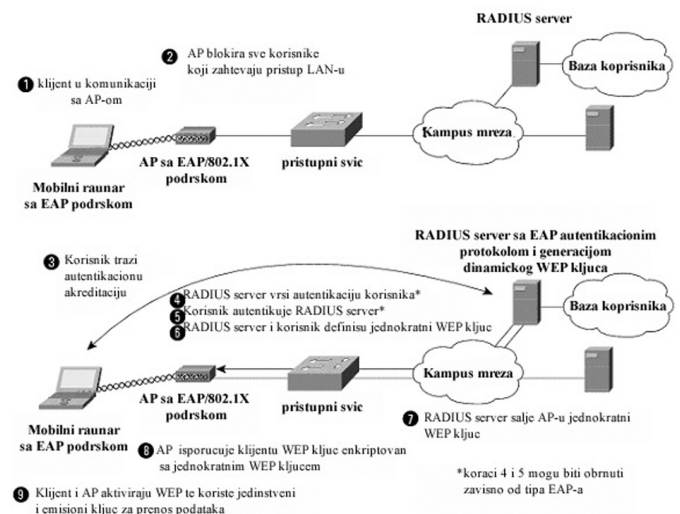 RADIUS server
2 AP blokira sve korisnike
koji zahtevaju pristup LAN-u
Baza koprisnika
1 klijent u komunikaciji
sa AP-om
Kampus mreza
AP sa EAP/802.1X
podrskom
pristupni svic
Mobilni raunar
sa EAP podrskom
RADIUS server sa EAP autentikacionim
protokolom i generacijom
dinamickog WEP kljuca
3 Korisnik trazi
autentikacionu
akreditaciju
4 RADIUS server vrsi autentikaciju korisnika*
5 Korisnik autentikuje RADIUS server*
6 RADIUS server i korisnik definisu jednokratni WEP kljuc
Baza koprisnika
Kampus mreza
AP sa EAP/802.1X
podrskom
pristupni svic
Mobilni raunar
sa EAP podrskom
7 RADIUS server salje AP-u jednokratni
WEP kljuc
8 AP isporucuje klijentu WEP kljuc enkriptovan
sa jednokratnim WEP kljucem
*koraci 4 i 5 mogu biti obrnuti
zavisno od tipa EAP-a
9 Klijent i AP aktiviraju WEP te koriste jedinstveni
i emisioni kljuc za prenos podataka